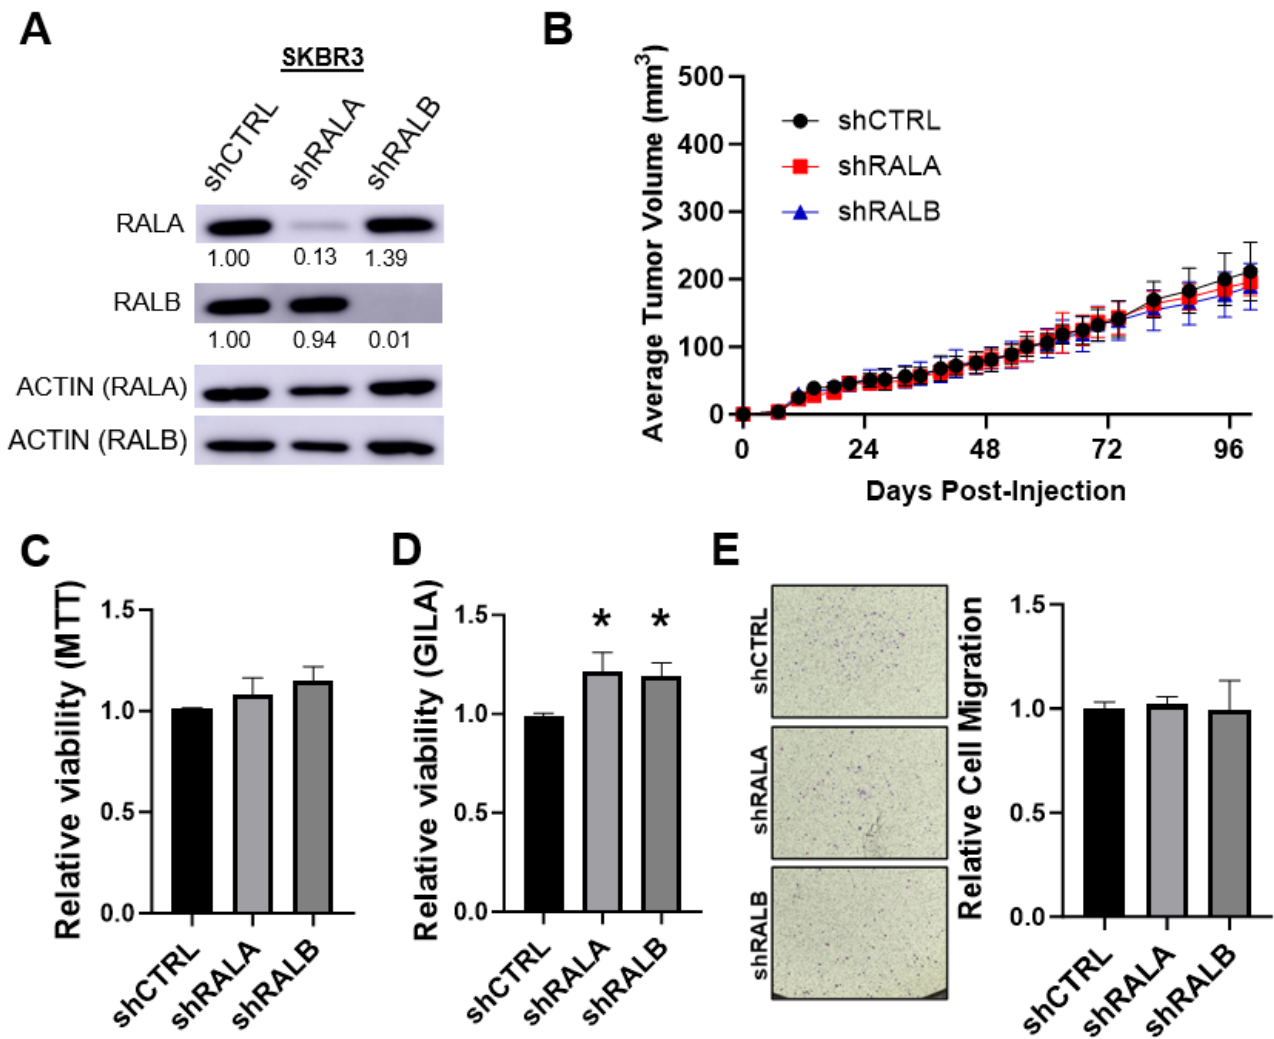 A
SKBR3
shCTRL
shRALA
shRALB
RALA
1.00 0.13 1.39
RALB
1.00 0.94 0.01
ACTIN (RALA)
ACTIN (RALB)
B
Average Tumor Volume (mm³)
500
400
300
200
100
0
shCTRL
shRALA
shRALB
0 24 48 72 96
Days Post-Injection
C
Relative viability (MTT)
1.5
1.0
0.5
0.0
shCTRL
shRALA
shRALB
D
Relative viability (GILA)
1.5
1.0
0.5
0.0
* *
shCTRL
shRALA
shRALB
E
shCTRL
shRALA
shRALB
Relative Cell Migration
1.5
1.0
0.5
0.0
shCTRL
shRALA
shRALB